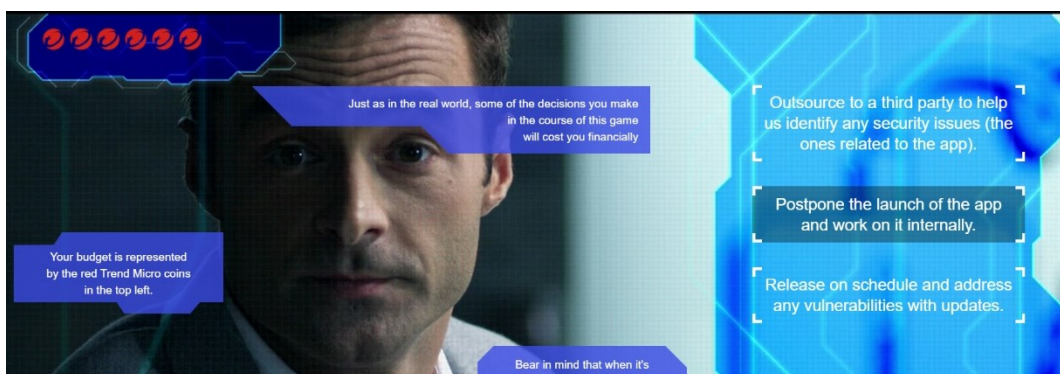 Just as in the real world, some of the decisions you make
in the course of this game
will cost you financially
Your budget is represented
by the red Trend Micro coins
in the top left.
Bear in mind that when it's
Outsource to a third party to help
us identify any security issues (the
ones related to the app).
Postpone the launch of the app
and work on it internally.
Release on schedule and address
any vulnerabilities with updates.